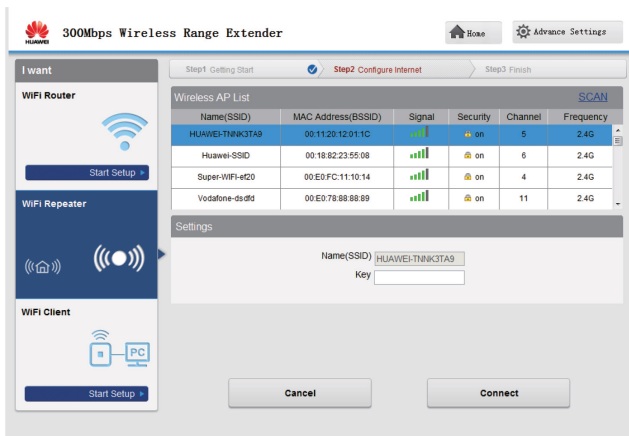 HUAWEI
300Mbps Wireless Range Extender
Home
Advance Settings
I want
Step1 Getting Start
Step2 Configure Internet
Step3 Finish
WiFi Router
Start Setup
WiFi Repeater
WiFi Client
PC
Start Setup
Wireless AP List SCAN
Name(SSID) MAC Address(BSSID) Signal Security Channel Frequency
HUAWEI-TNNK3TA9 00:11:20:12:01:1C on 5 2.4G
Huawei-SSID 00:18:82:23:55:08 on 6 2.4G
Super-WIFI-ef20 00:E0:FC:11:10:14 on 4 2.4G
Vodafone-dsdfd 00:E0:78:88:88:89 on 11 2.4G
Settings
Name(SSID) HUAWEI-TNNK3TA9
Key
Cancel
Connect